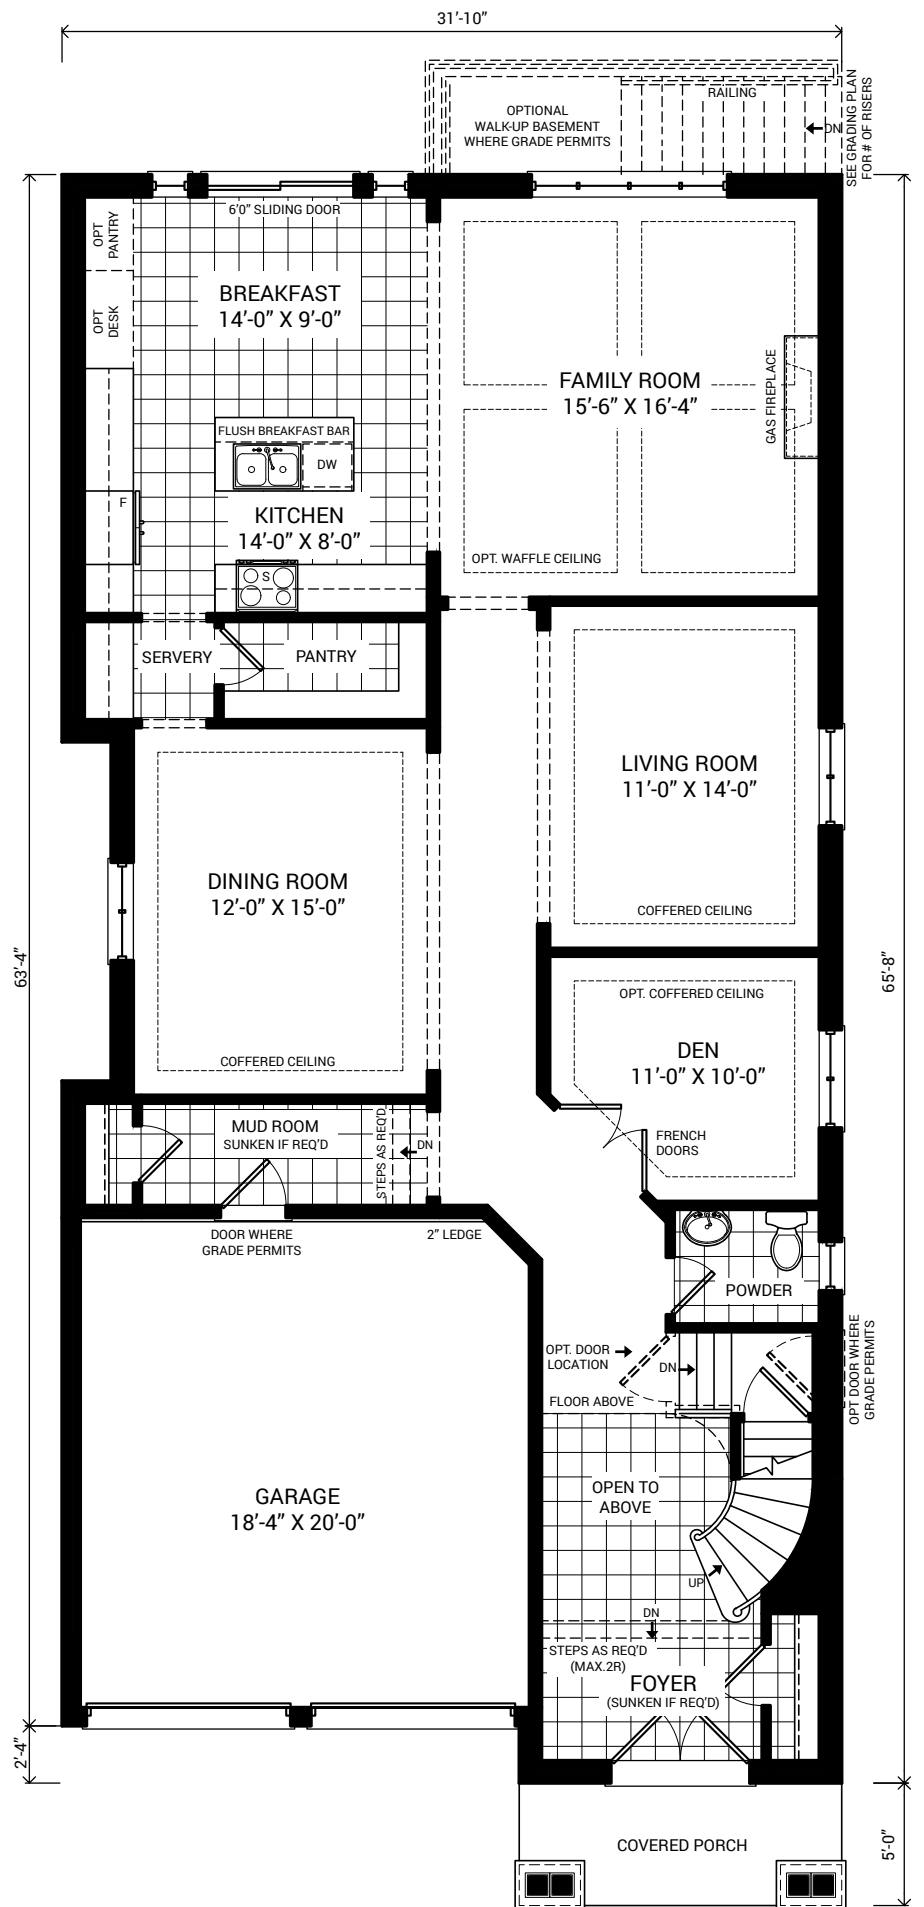 31'-10"
RAILING
OPTIONAL
WALK-UP BASEMENT
WHERE GRADE PERMITS
DN
SEE GRADING PLAN
FOR # OF RISERS
6'0" SLIDING DOOR
OPT
PANTRY
BREAKFAST
14'-0" X 9'-0"
OPT
DESK
FAMILY ROOM
15'-6" X 16'-4"
GAS FIREPLACE
FLUSH BREAKFAST BAR
DW
F
KITCHEN
14'-0" X 8'-0"
OPT. WAFFLE CEILING
S
SERVERY
PANTRY
LIVING ROOM
11'-0" X 14'-0"
DINING ROOM
12'-0" X 15'-0"
COFFERED CEILING
63'-4"
65'-8"
OPT. COFFERED CEILING
DEN
11'-0" X 10'-0"
COFFERED CEILING
MUD ROOM
SUNKEN IF REQ'D
STEPS AS REQ'D
DN
FRENCH
DOORS
DOOR WHERE
GRADE PERMITS
2" LEDGE
POWDER
OPT. DOOR
LOCATION
DN
OPT DOOR WHERE
GRADE PERMITS
FLOOR ABOVE
OPEN TO
ABOVE
GARAGE
18'-4" X 20'-0"
UP
DN
STEPS AS REQ'D
(MAX.2R)
FOYER
(SUNKEN IF REQ'D)
2'-4"
COVERED PORCH
5'-0"